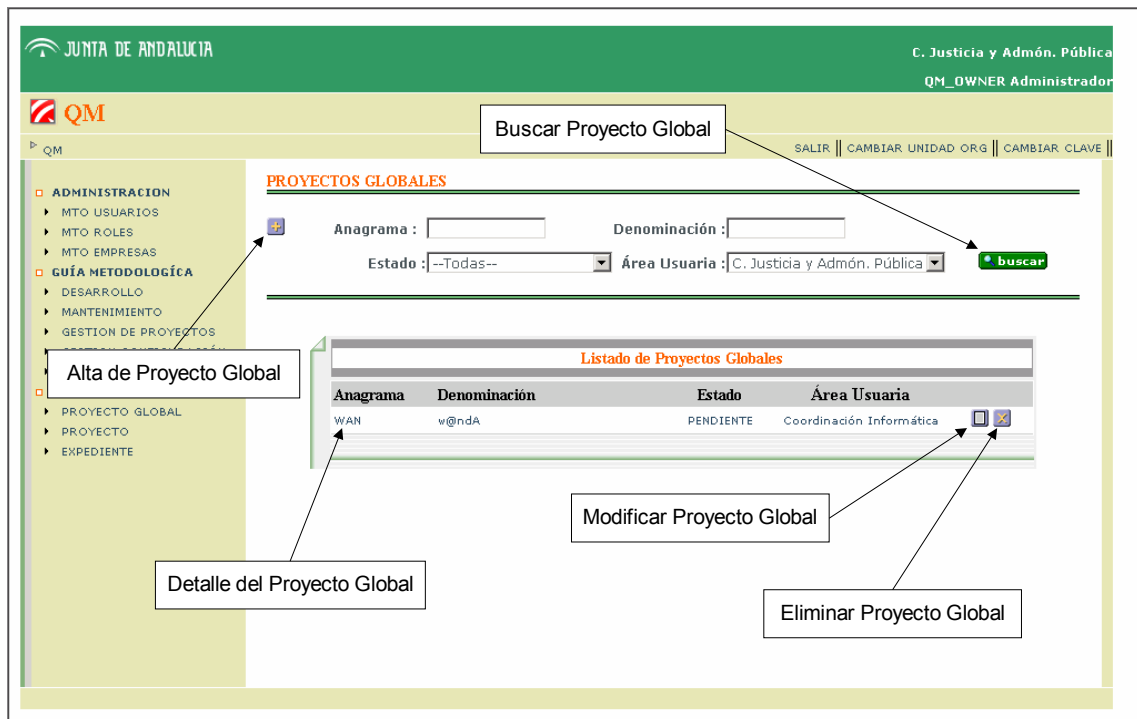 JUNTA DE ANDALUCIA
C. Justicia y Admón. Pública
QM_OWNER Administrador
QM
Buscar Proyecto Global
QM
SALIR || CAMBIAR UNIDAD ORG || CAMBIAR CLAVE ||
PROYECTOS GLOBALES
ADMINISTRACION
MTO USUARIOS
MTO ROLES
MTO EMPRESAS
GUÍA METODOLOGÍCA
DESARROLLO
MANTENIMIENTO
GESTION DE PROYECTOS
PROYECTO GLOBAL
PROYECTO
EXPEDIENTE
Anagrama :
Denominación :
Estado : --Todas--
Área Usuaria : C. Justicia y Admón. Pública
buscar
Alta de Proyecto Global
Listado de Proyectos Globales
Anagrama Denominación Estado Área Usuaria
WAN w@ndA PENDIENTE Coordinación Informática
Modificar Proyecto Global
Detalle del Proyecto Global
Eliminar Proyecto Global